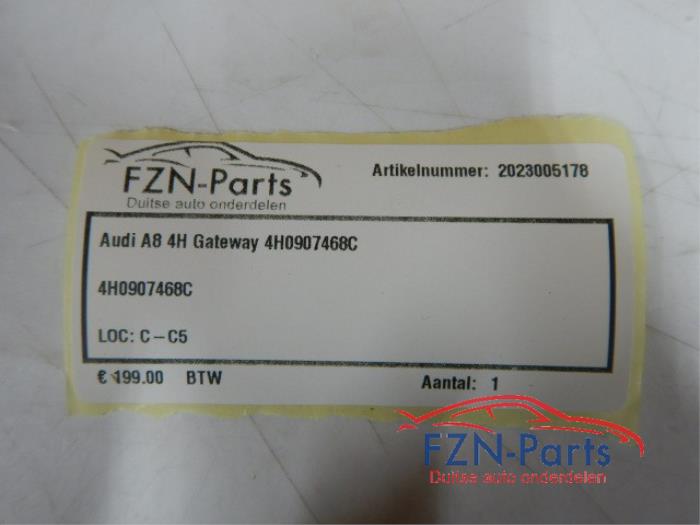 FZN-Parts
Duitse auto onderdelen
Artikelnummer: 2023005178
Audi A8 4H Gateway 4H0907468C
4H0907468C
LOC: C-C5
€ 199.00 BTW
Aantal: 1
FZN-Parts
Duitse auto onderdelen